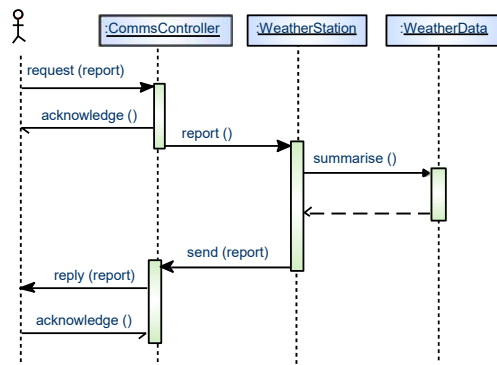 :CommsController
:WeatherStation
:WeatherData
request (report)
acknowledge ()
report ()
summarise ()
send (report)
reply (report)
acknowledge ()